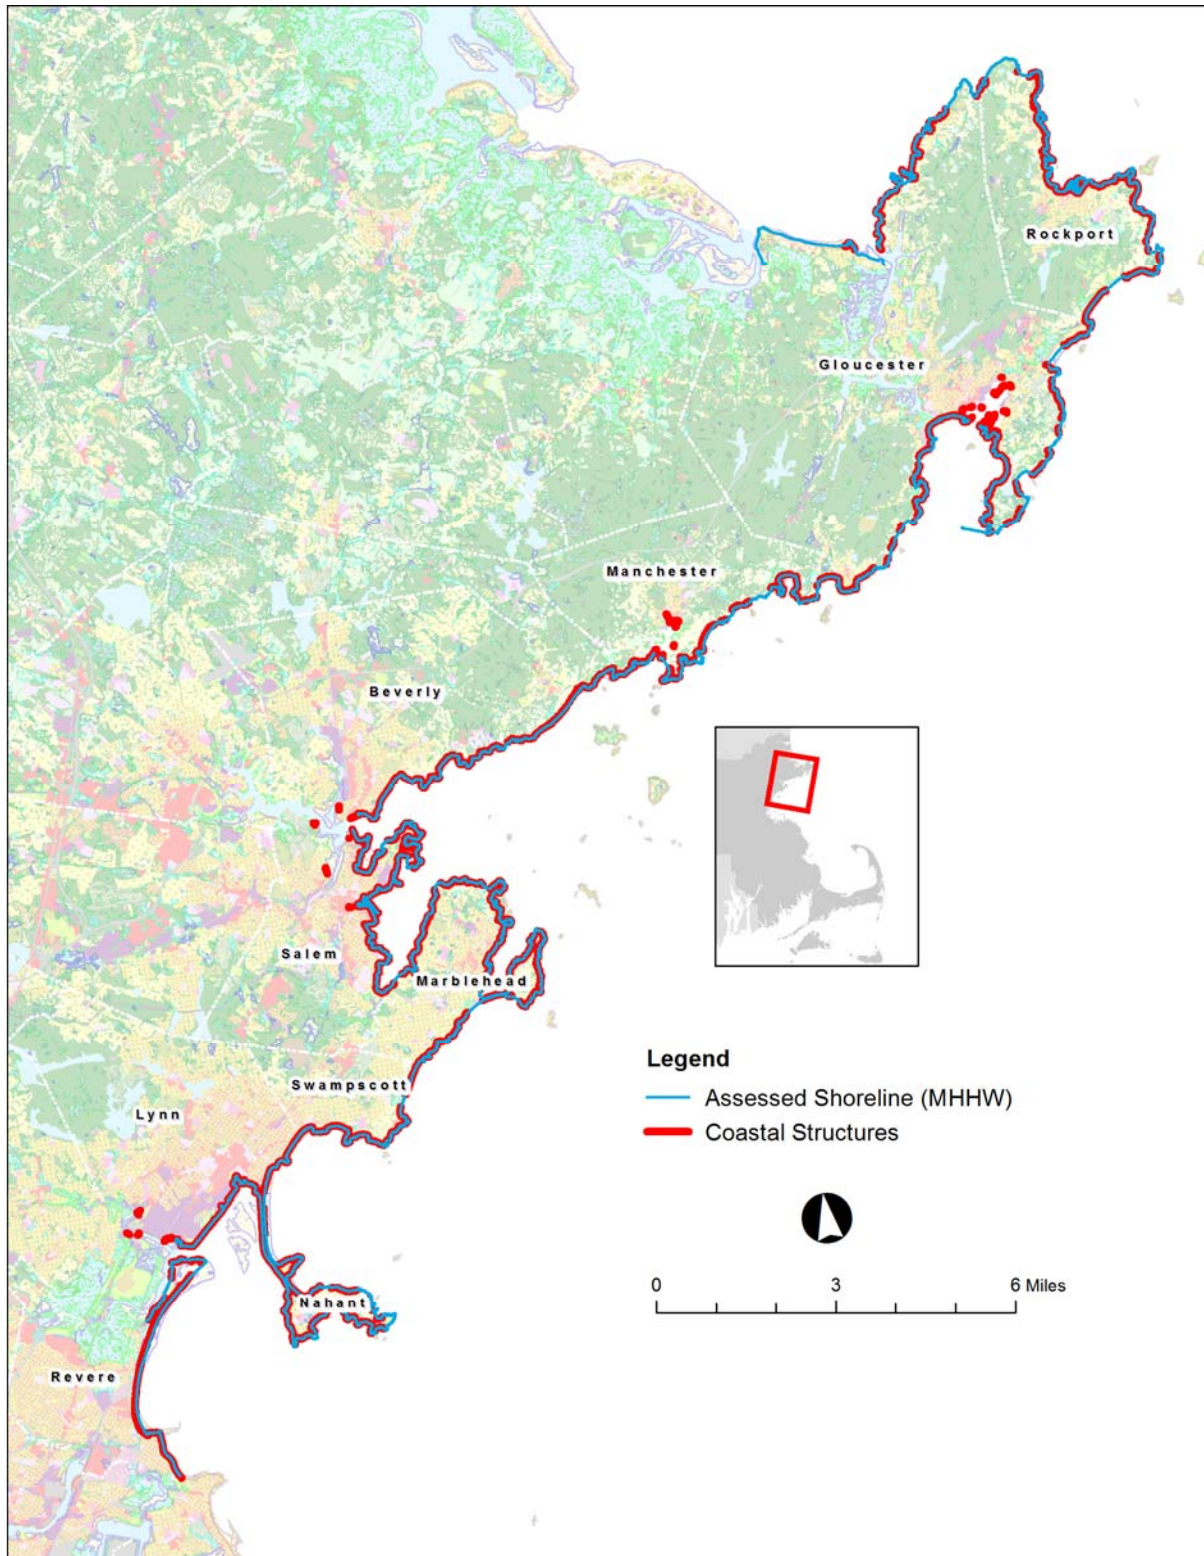 Rockport
Gloucester
Manchester
Beverly
Salem
Marblehead
Swampscott
Lynn
Nahant
Revere
Legend
Assessed Shoreline (MHHW)
Coastal Structures
0 3 6 Miles